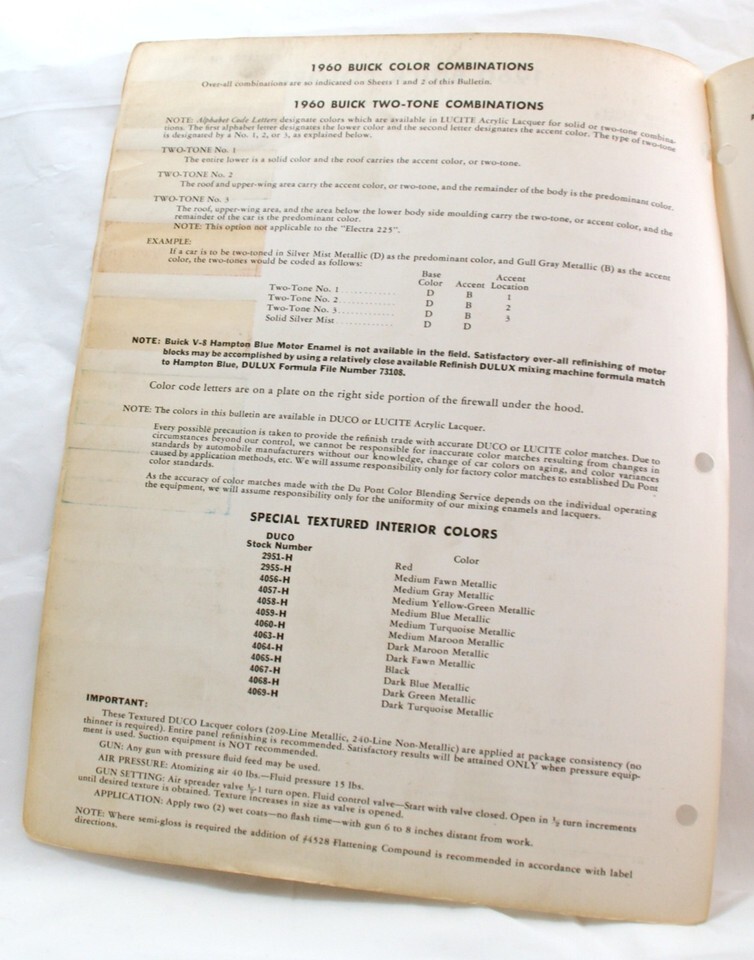 1960 BUICK COLOR COMBINATIONS
Over-all combinations are so indicated on Sheets 1 and 2 of this Bulletin.
1960 BUICK TWO-TONE COMBINATIONS
NOTE: Alphabet Code Letters designate colors which are available in LUCITE Acrylic Lacquer for solid or two-tone combina-
tions. The first alphabet letter designates the lower color and the second letter designates the accent color. The type of two-tone
is designated by a No. 1, 2, or 3, as explained below.
TWO-TONE No. 1
The entire lower is a solid color and the roof carries the accent color, or two-tone.
TWO-TONE No. 2
The roof and upper-wing area carry the accent color, or two-tone, and the remainder of the body is the predominant color.
TWO-TONE No. 3
The roof, upper-wing area, and the area below the lower body side moulding carry the two-tone, or accent color, and the
remainder of the car is the predominant color.
NOTE: This option not applicable to the "Electra 225".
EXAMPLE:
If a car is to be two-toned in Silver Mist Metallic (D) as the predominant color, and Gull Gray Metallic (B) as the accent
color, the two-tones would be coded as follows:
Base Color Accent Accent Location
Two-Tone No. 1 . . . . . . . . . . . D B 1
Two-Tone No. 2 . . . . . . . . . . . D B 2
Two-Tone No. 3 . . . . . . . . . . . D B 3
Solid Silver Mist . . . . . . . . . . . D D
NOTE: Buick V-8 Hampton Blue Motor Enamel is not available in the field. Satisfactory over-all refinishing of motor
blocks may be accomplished by using a relatively close available Refinish DULUX mixing machine formula match
to Hampton Blue, DULUX Formula File Number 73108.
Color code letters are on a plate on the right side portion of the firewall under the hood.
NOTE: The colors in this bulletin are available in DUCO or LUCITE Acrylic Lacquer.
Every possible precaution is taken to provide the refinish trade with accurate DUCO or LUCITE color matches. Due to
circumstances beyond our control, we cannot be responsible for inaccurate color matches resulting from changes in
standards by automobile manufacturers without our knowledge, change of car colors on aging, and color variances
caused by application methods, etc. We will assume responsibility only for factory color matches to established Du Pont
color standards.
As the accuracy of color matches made with the Du Pont Color Blending Service depends on the individual operating
the equipment, we will assume responsibility only for the uniformity of our mixing enamels and lacquers.
SPECIAL TEXTURED INTERIOR COLORS
DUCO
Stock Number Color
2951-H Red
2955-H Medium Fawn Metallic
4056-H Medium Gray Metallic
4057-H Medium Yellow-Green Metallic
4058-H Medium Blue Metallic
4059-H Medium Turquoise Metallic
4060-H Medium Maroon Metallic
4063-H Dark Maroon Metallic
4064-H Dark Fawn Metallic
4065-H Black
4067-H Dark Blue Metallic
4068-H Dark Green Metallic
4069-H Dark Turquoise Metallic
IMPORTANT:
These Textured DUCO Lacquer colors (209-Line Metallic, 240-Line Non-Metallic) are applied at package consistency (no
thinner is required). Entire panel refinishing is recommended. Satisfactory results will be attained ONLY when pressure equip-
ment is used. Suction equipment is NOT recommended.
GUN: Any gun with pressure fluid feed may be used.
AIR PRESSURE: Atomizing air 40 lbs.—Fluid pressure 15 lbs.
GUN SETTING: Air spreader valve ½-1 turn open. Fluid control valve—Start with valve closed. Open in ½ turn increments
until desired texture is obtained. Texture increases in size as valve is opened.
APPLICATION: Apply two (2) wet coats—no flash time—with gun 6 to 8 inches distant from work.
NOTE: Where semi-gloss is required the addition of #4528 Flattening Compound is recommended in accordance with label
directions.